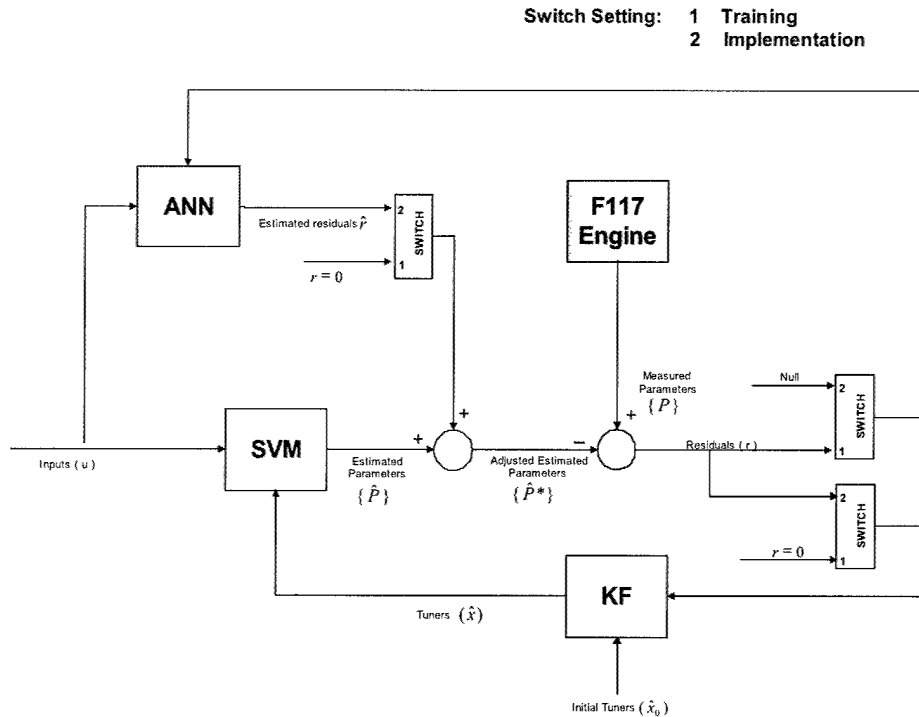 Switch Setting: 1 Training
2 Implementation
ANN
Estimated residuals r̂
2
SWITCH
1
r = 0
F117
Engine
Measured
Parameters
{P}
Null
2
SWITCH
1
Inputs ( u )
SVM
+
+
Estimated
Parameters
{P̂}
−
+
Adjusted Estimated
Parameters
{P̂*}
Residuals ( r )
2
SWITCH
1
r = 0
Tuners (x̂)
KF
Initial Tuners (x̂₀)